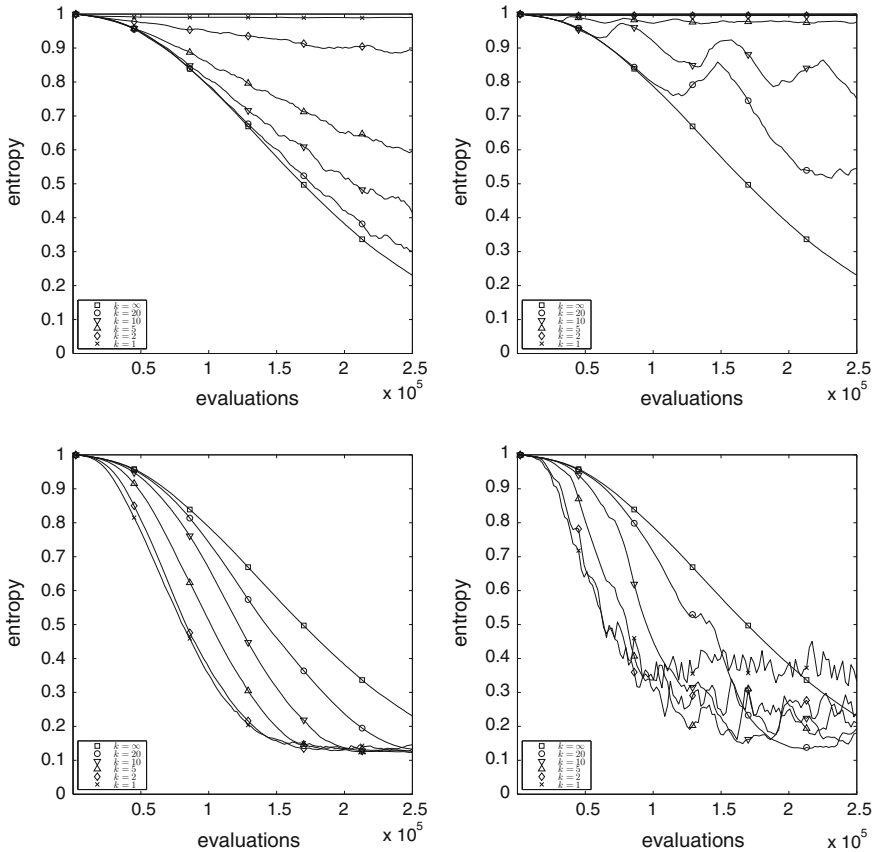 1
0.9
0.8
0.7
0.6
0.5
0.4
0.3
0.2
0.1
0
entropy
k = ∞
k = 20
k = 10
k = 5
k = 2
k = 1
0.5 1 1.5 2 2.5
evaluations
x 10^5
1
0.9
0.8
0.7
0.6
0.5
0.4
0.3
0.2
0.1
0
entropy
k = ∞
k = 20
k = 10
k = 5
k = 2
k = 1
0.5 1 1.5 2 2.5
evaluations
x 10^5
1
0.9
0.8
0.7
0.6
0.5
0.4
0.3
0.2
0.1
0
entropy
k = ∞
k = 20
k = 10
k = 5
k = 2
k = 1
0.5 1 1.5 2 2.5
evaluations
x 10^5
1
0.9
0.8
0.7
0.6
0.5
0.4
0.3
0.2
0.1
0
entropy
k = ∞
k = 20
k = 10
k = 5
k = 2
k = 1
0.5 1 1.5 2 2.5
evaluations
x 10^5